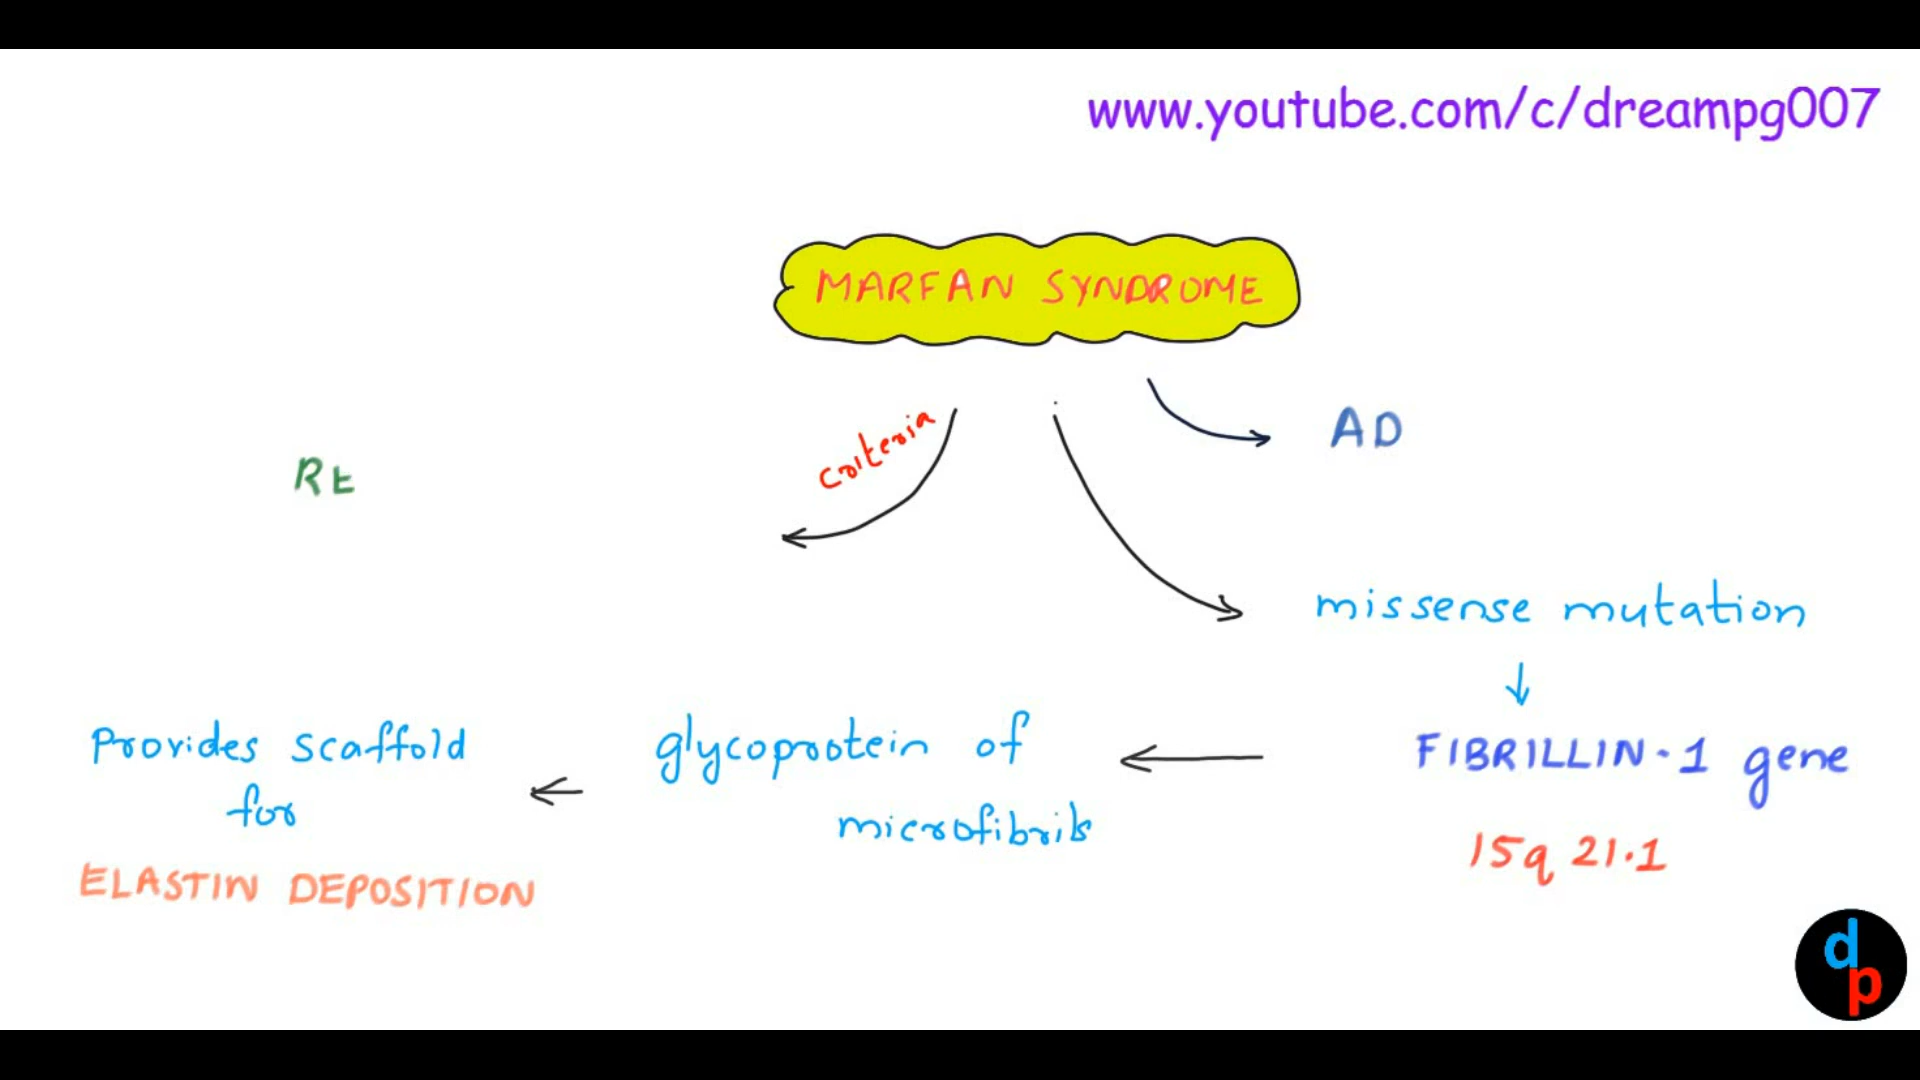 www.youtube.com/c/dreampg007
MARFAN SYNDROME
criteria
AD
RE
missense mutation
↓
FIBRILLIN-1 gene
15q 21.1
←
glycoprotein of
microfibrils
←
Provides scaffold
for
ELASTIN DEPOSITION
dp